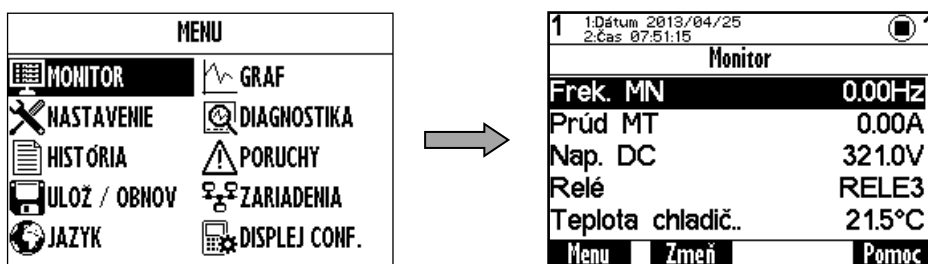 MENU
MONITOR GRAF
NASTAVENIE DIAGNOSTIKA
HISTÓRIA PORUCHY
ULOŽ / OBNOV ZARIADENIA
JAZYK DISPLEJ CONF.
1 1:Dátum 2013/04/25
2:Čas 07:51:15
Monitor
Frek. MN 0.00Hz
Prúd MT 0.00A
Nap. DC 321.0V
Relé RELE3
Teplota chladič.. 21.5°C
Menu Zmeň Pomoc